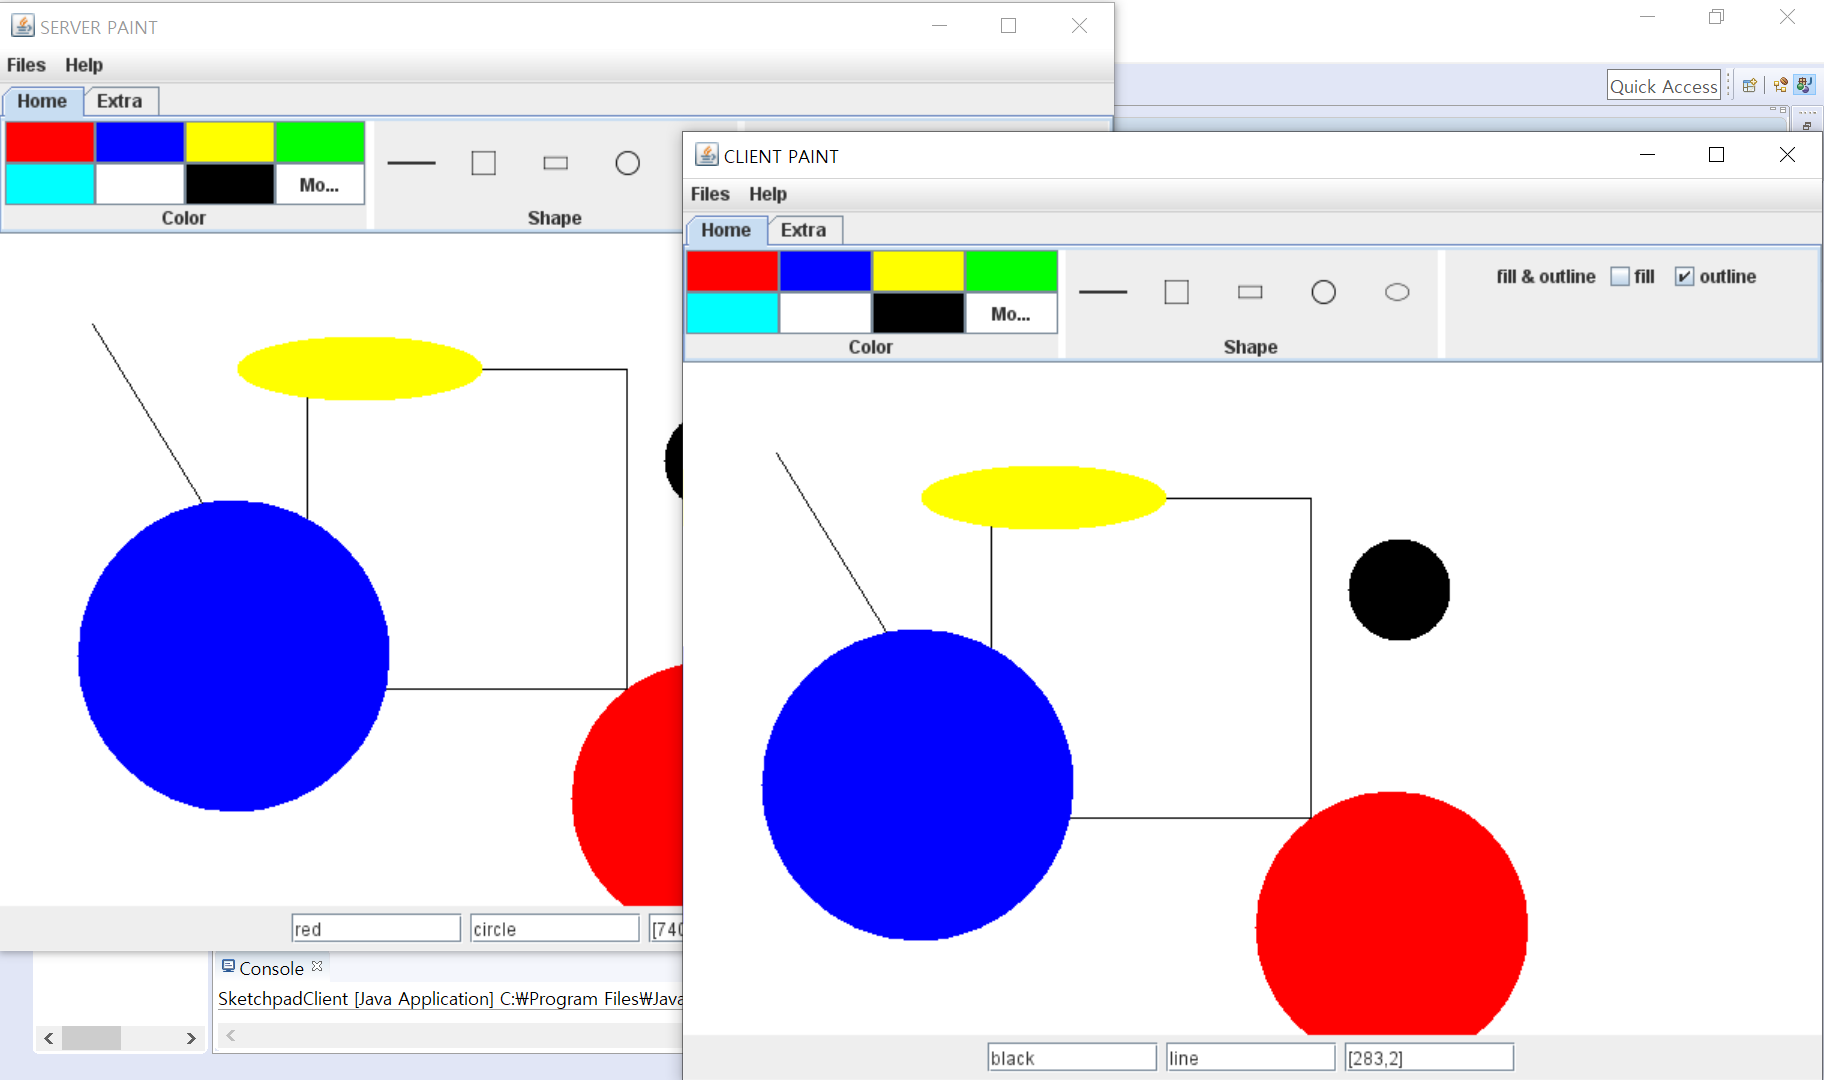 SERVER PAINT
Files Help
Home Extra
Mo...
Color
Shape
red
circle
[740
Quick Access
CLIENT PAINT
Files Help
Home Extra
Mo...
Color
Shape
fill & outline fill outline
black
line
[283,2]
Console
SketchpadClient [Java Application] C:₩Program Files₩Java